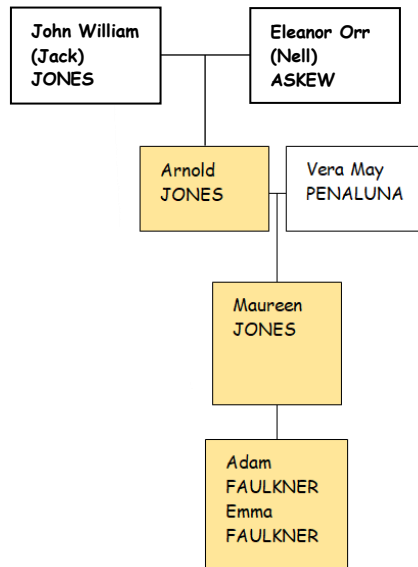 John William
(Jack)
JONES
Eleanor Orr
(Nell)
ASKEW
Arnold
JONES
Vera May
PENALUNA
Maureen
JONES
Adam
FAULKNER
Emma
FAULKNER